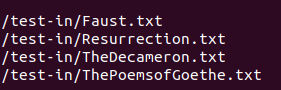 /test-in/Faust.txt
/test-in/Resurrection.txt
/test-in/TheDecameron.txt
/test-in/ThePoemsofGoethe.txt